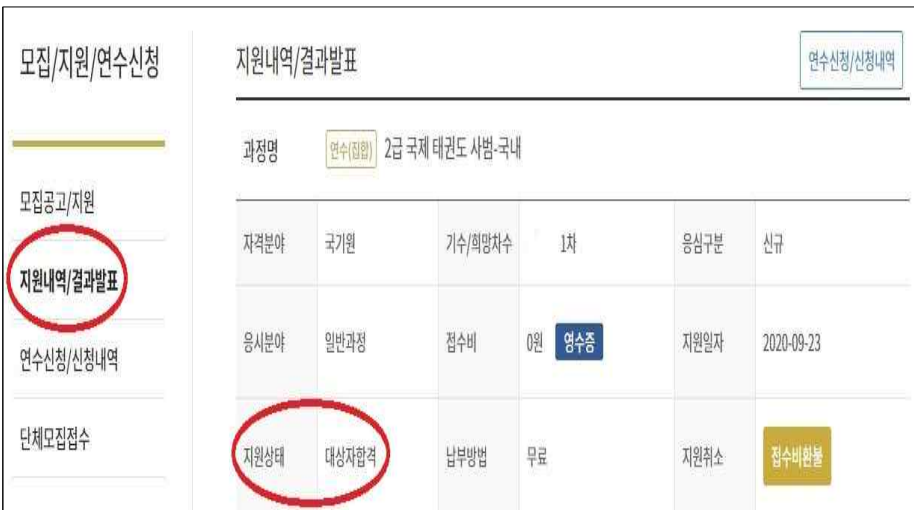 모집/지원/연수신청
모집공고/지원
지원내역/결과발표
연수신청/신청내역
단체모집접수
지원내역/결과발표
연수신청/신청내역
과정명 연수(집합) 2급 국제 태권도 사범-국내
자격분야 국기원 기수/희망차수 1차 응심구분 신규
응시분야 일반과정 접수비 0원 영수증 지원일자 2020-09-23
지원상태 대상자합격 납부방법 무료 지원취소 접수비환불